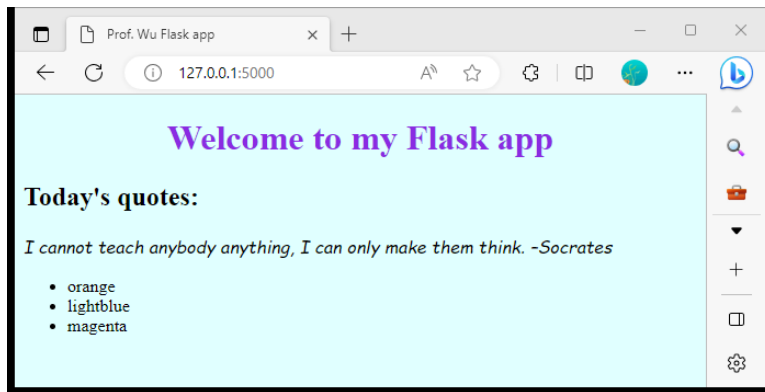 Prof. Wu Flask app
127.0.0.1:5000
Welcome to my Flask app
Today's quotes:
I cannot teach anybody anything, I can only make them think. -Socrates
orange
lightblue
magenta